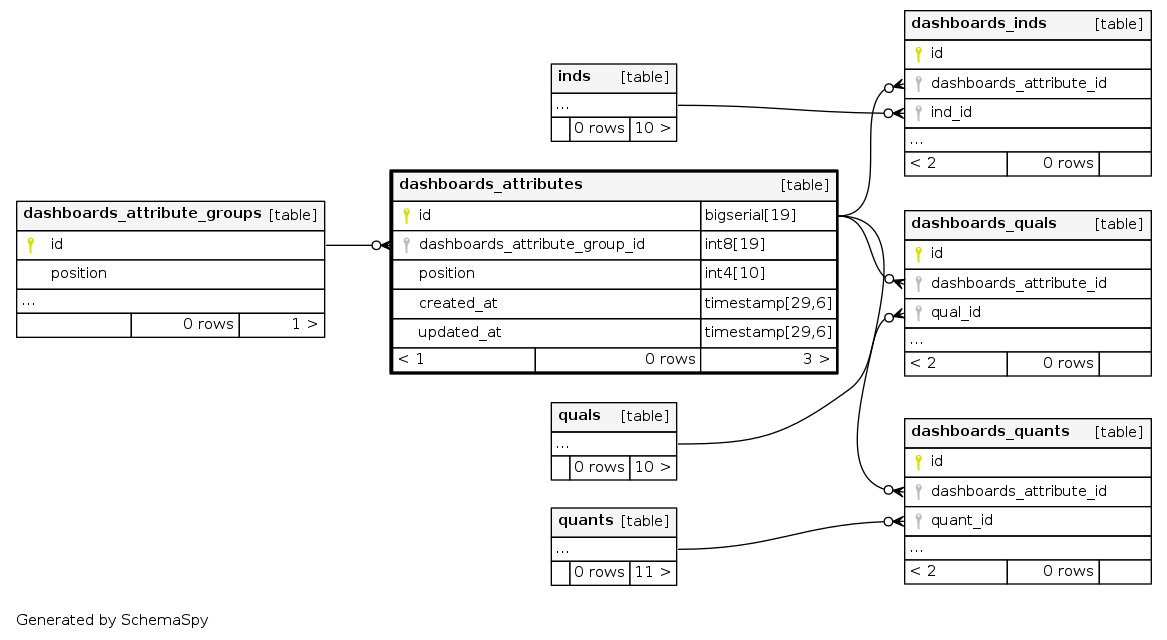 dashboards_inds [table]
id
dashboards_attribute_id
ind_id
...
< 2 0 rows
inds [table]
...
0 rows 10 >
dashboards_attributes [table]
id bigserial[19]
dashboards_attribute_group_id int8[19]
position int4[10]
created_at timestamp[29,6]
updated_at timestamp[29,6]
< 1 0 rows 3 >
dashboards_attribute_groups [table]
id
position
...
0 rows 1 >
dashboards_quals [table]
id
dashboards_attribute_id
qual_id
...
< 2 0 rows
quals [table]
...
0 rows 10 >
dashboards_quants [table]
id
dashboards_attribute_id
quant_id
...
< 2 0 rows
quants [table]
...
0 rows 11 >
Generated by SchemaSpy